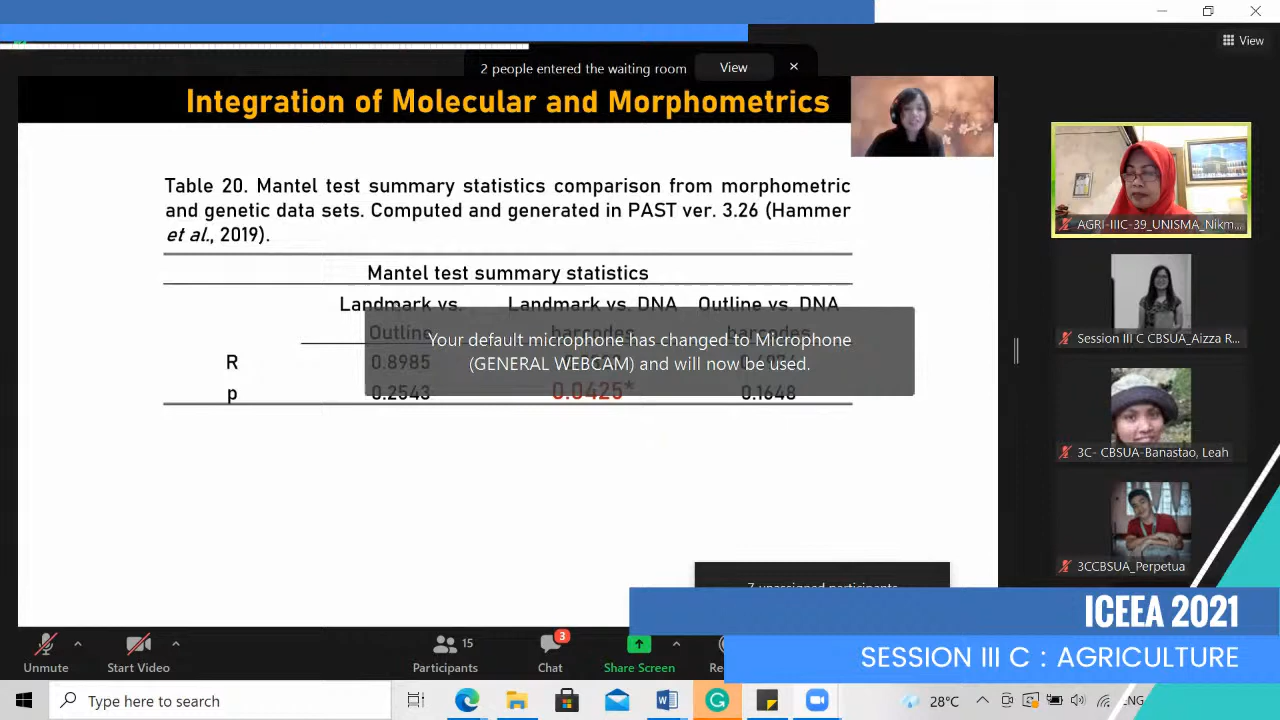 View
2 people entered the waiting room View
Integration of Molecular and Morphometrics
Table 20. Mantel test summary statistics comparison from morphometric
and genetic data sets. Computed and generated in PAST ver. 3.26 (Hammer
et al., 2019).
Mantel test summary statistics
Landmark vs. Landmark vs. DNA Outline vs. DNA
Outline barcodes barcodes
Your default microphone has changed to Microphone
(GENERAL WEBCAM) and will now be used.
R 0.8985
p 0.2543 0.0425* 0.1648
AGRI-IIIC-39_UNISMA_Nikm...
Session III C CBSUA_Aizza R...
3C- CBSUA-Banastao, Leah
3CCBSUA_Perpetua
7 unassigned participants
ICEEA 2021
SESSION III C : AGRICULTURE
Unmute Start Video Participants 15 Chat 3 Share Screen Re
Type here to search
28°C ENG